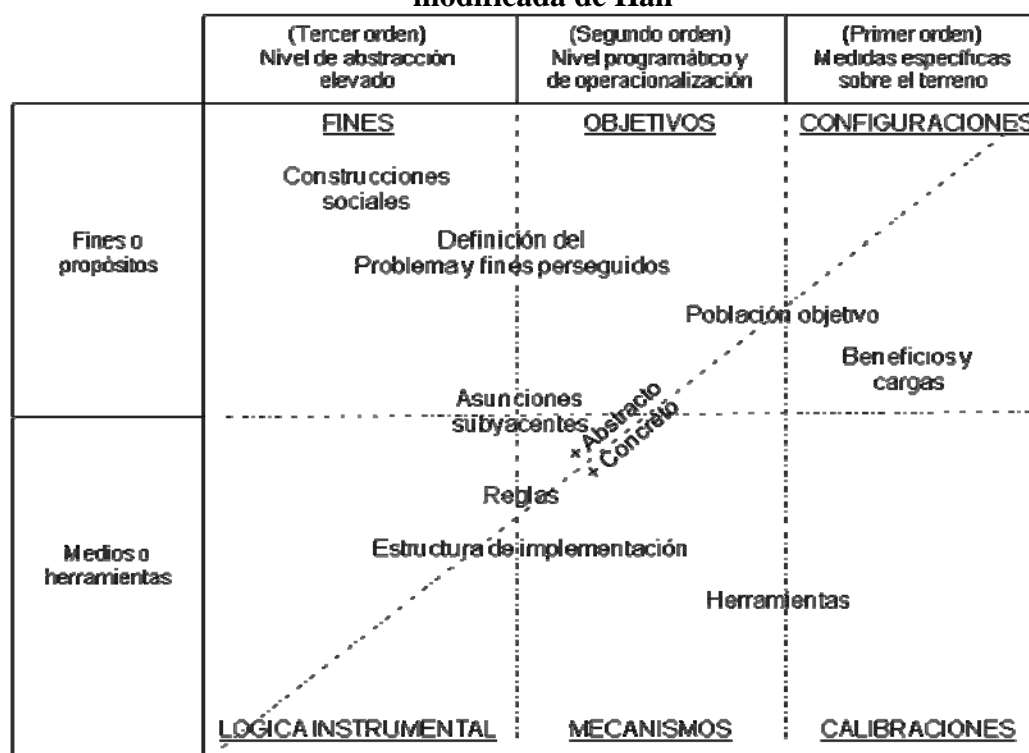 modificada de Hall
(Tercer orden)
Nivel de abstracción
elevado
(Segundo orden)
Nivel programático y
de operacionalización
(Primer orden)
Medidas específicas
sobre el terreno
Fines o
propósitos
FINES
OBJETIVOS
CONFIGURACIONES
Construcciones
sociales
Definición del
Problema y fines perseguidos
Población objetivo
Beneficios y
cargas
Asunciones
subyacentes
+ Abstracto
+ Concreto
Medios o
herramientas
Reglas
Estructura de implementación
Herramientas
LOGICA INSTRUMENTAL
MECANISMOS
CALIBRACIONES